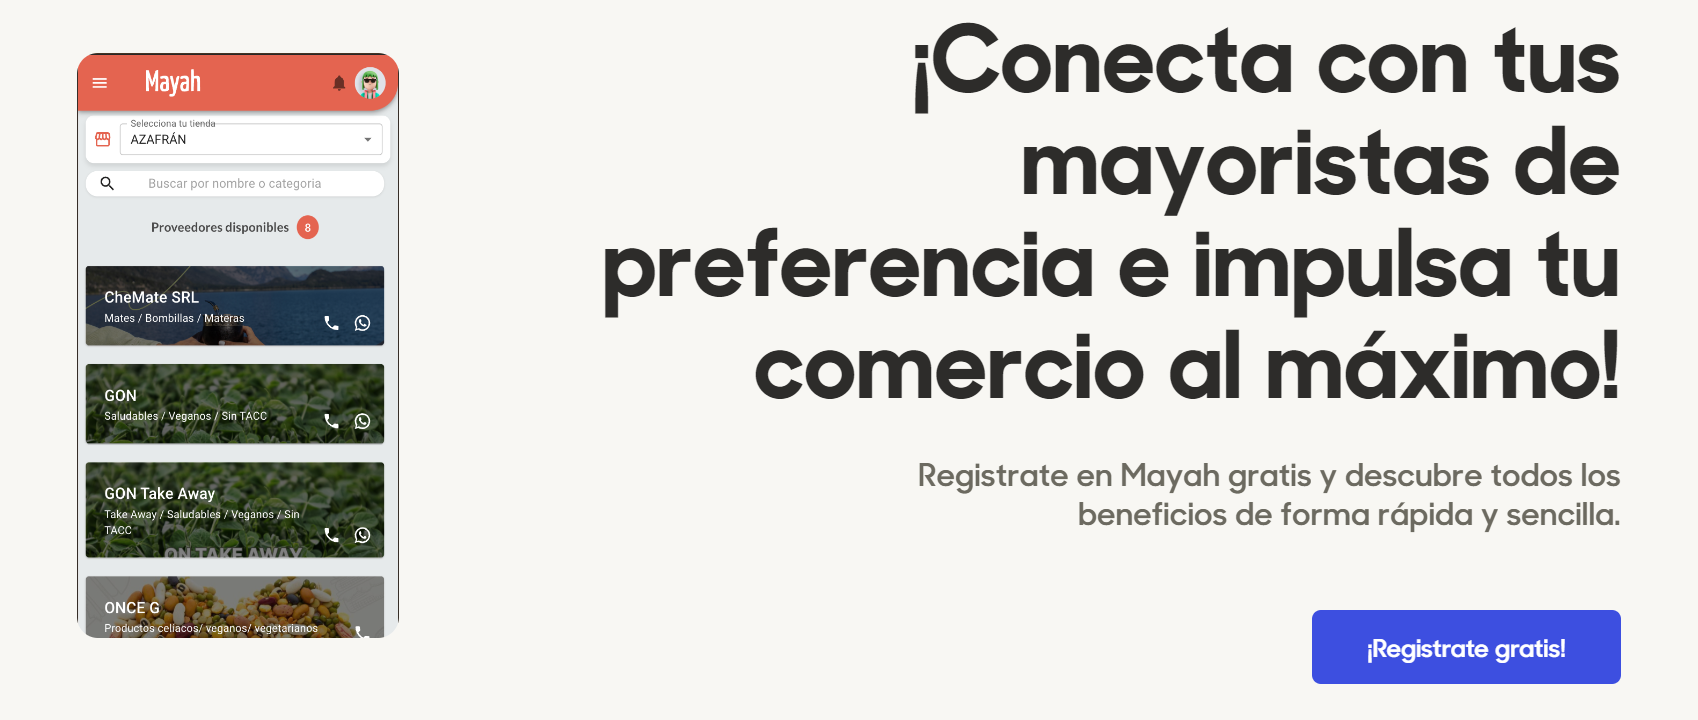 Mayah
Selecciona tu tienda
AZAFRÁN
Buscar por nombre o categoria
Proveedores disponibles 8
CheMate SRL
Mates / Bombillas / Materas
GON
Saludables / Veganos / Sin TACC
GON Take Away
Take Away / Saludables / Veganos / Sin
TACC
ON TAKE AWAY
ONCE G
Productos celiacos/ veganos/ vegetarianos
¡Conecta con tus
mayoristas de
preferencia e impulsa tu
comercio al máximo!
Registrate en Mayah gratis y descubre todos los
beneficios de forma rápida y sencilla.
¡Registrate gratis!